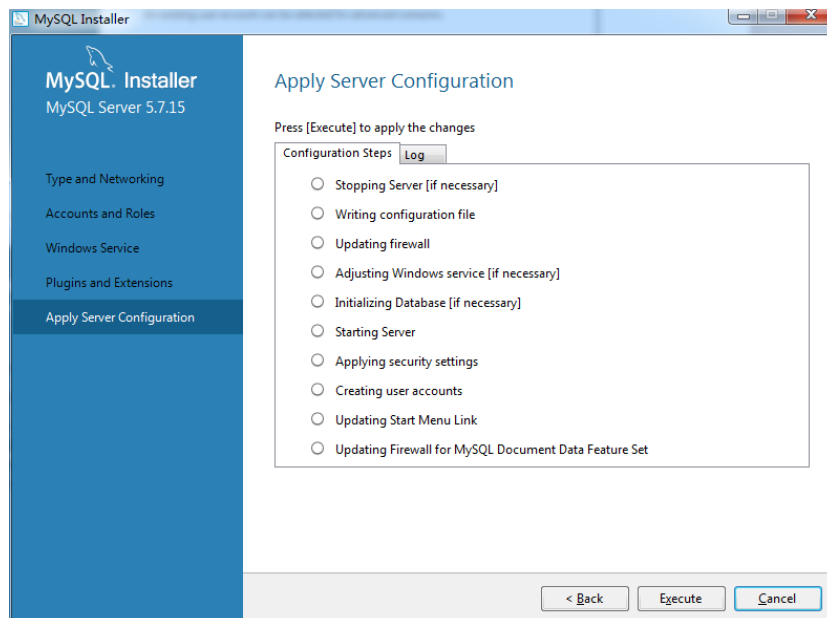 MySQL Installer
MySQL. Installer
MySQL Server 5.7.15
Type and Networking
Accounts and Roles
Windows Service
Plugins and Extensions
Apply Server Configuration
Apply Server Configuration
Press [Execute] to apply the changes
Configuration Steps Log
Stopping Server [if necessary]
Writing configuration file
Updating firewall
Adjusting Windows service [if necessary]
Initializing Database [if necessary]
Starting Server
Applying security settings
Creating user accounts
Updating Start Menu Link
Updating Firewall for MySQL Document Data Feature Set
< Back Execute Cancel